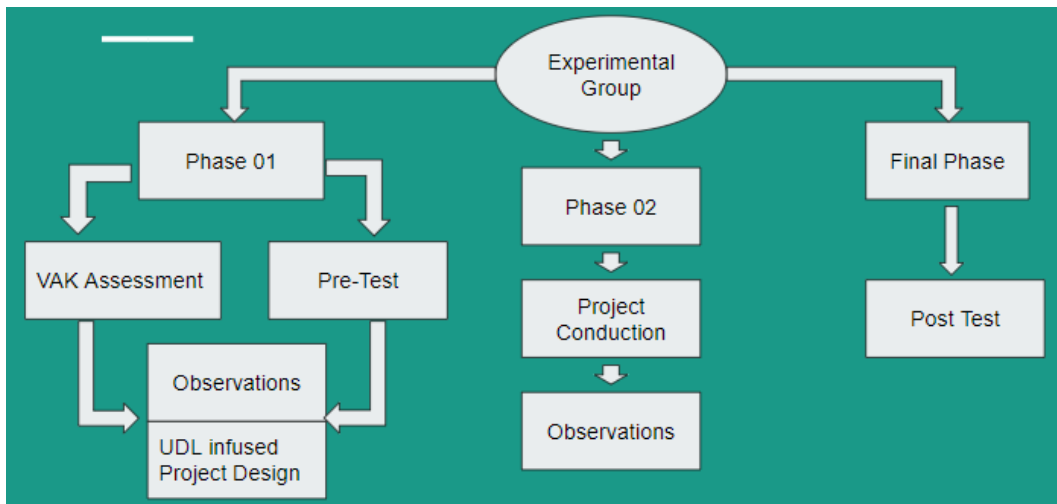 Experimental
Group
Phase 01
Phase 02
Final Phase
VAK Assessment
Pre-Test
Project
Conduction
Post Test
Observations
UDL infused
Project Design
Observations